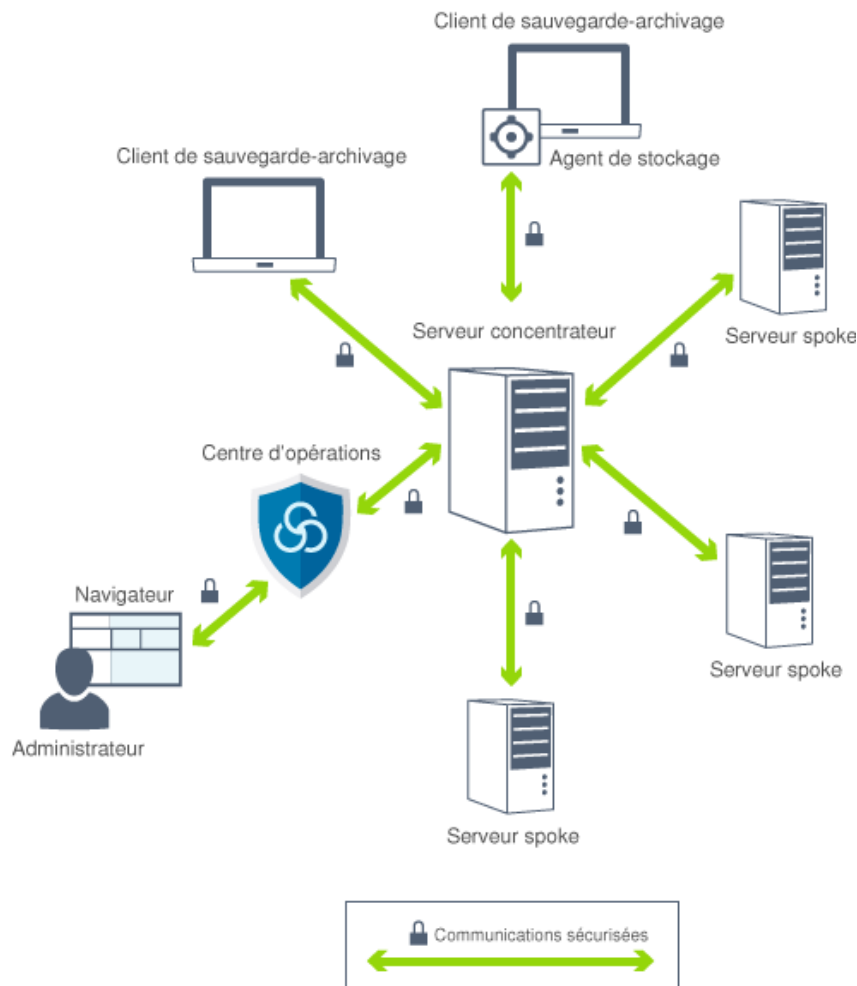 Client de sauvegarde-archivage
Client de sauvegarde-archivage
Agent de stockage
Serveur concentrateur
Serveur spoke
Centre d'opérations
Navigateur
Serveur spoke
Administrateur
Serveur spoke
Communications sécurisées